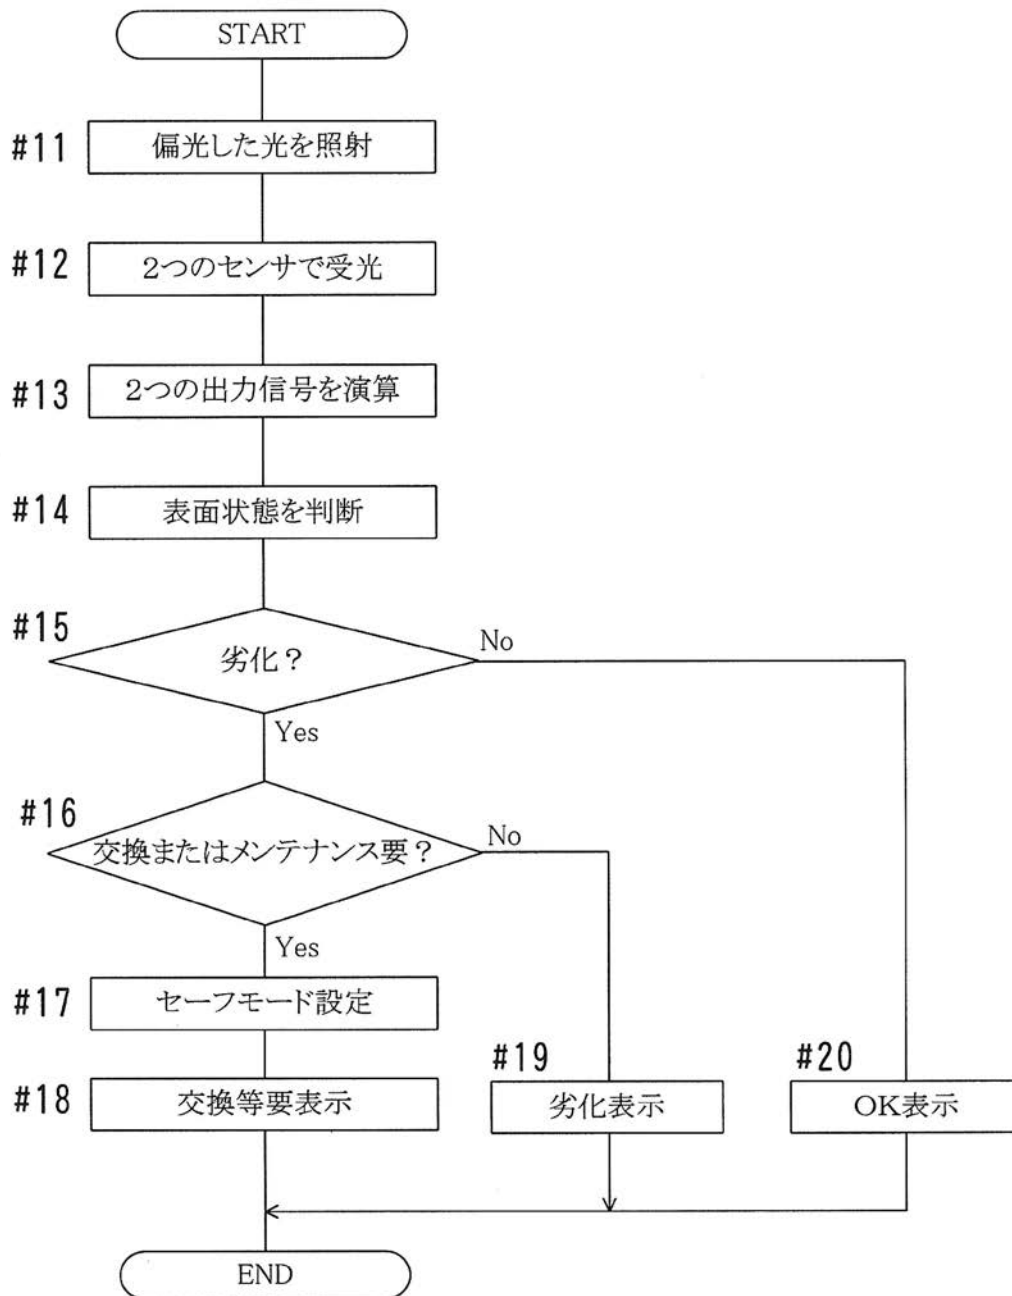 START
#11
偏光した光を照射
#12
2つのセンサで受光
#13
2つの出力信号を演算
#14
表面状態を判断
#15
劣化?
No
Yes
#16
交換またはメンテナンス要?
No
Yes
#17
セーフモード設定
#18
交換等要表示
#19
劣化表示
#20
OK表示
END